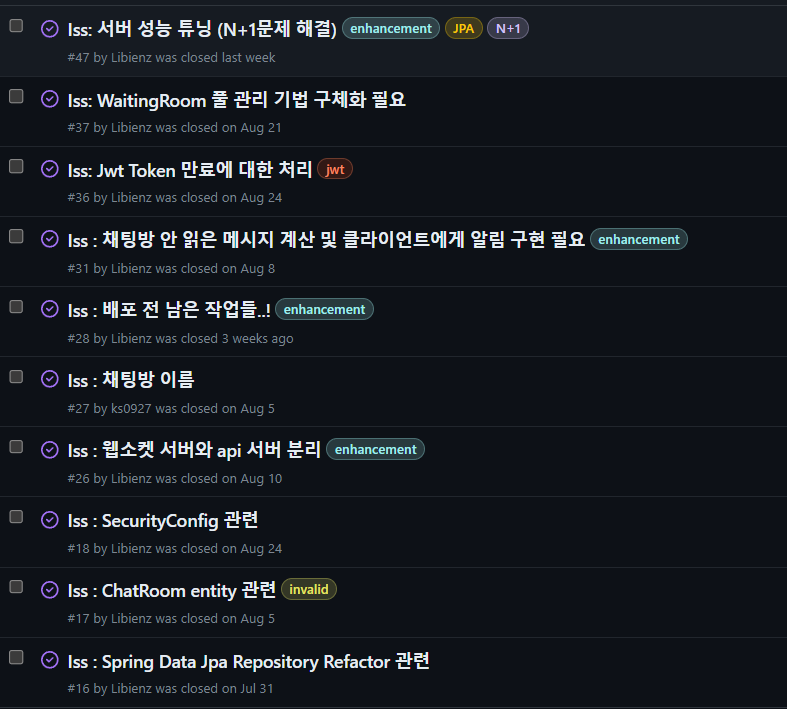 Iss: 서버 성능 튜닝 (N+1문제 해결) enhancement JPA N+1
#47 by Libienz was closed last week
Iss: WaitingRoom 풀 관리 기법 구체화 필요
#37 by Libienz was closed on Aug 21
Iss: Jwt Token 만료에 대한 처리 jwt
#36 by Libienz was closed on Aug 24
Iss : 채팅방 안 읽은 메시지 계산 및 클라이언트에게 알림 구현 필요 enhancement
#31 by Libienz was closed on Aug 8
Iss : 배포 전 남은 작업들..! enhancement
#28 by Libienz was closed 3 weeks ago
Iss : 채팅방 이름
#27 by ks0927 was closed on Aug 5
Iss : 웹소켓 서버와 api 서버 분리 enhancement
#26 by Libienz was closed on Aug 10
Iss : SecurityConfig 관련
#18 by Libienz was closed on Aug 24
Iss : ChatRoom entity 관련 invalid
#17 by Libienz was closed on Aug 5
Iss : Spring Data Jpa Repository Refactor 관련
#16 by Libienz was closed on Jul 31